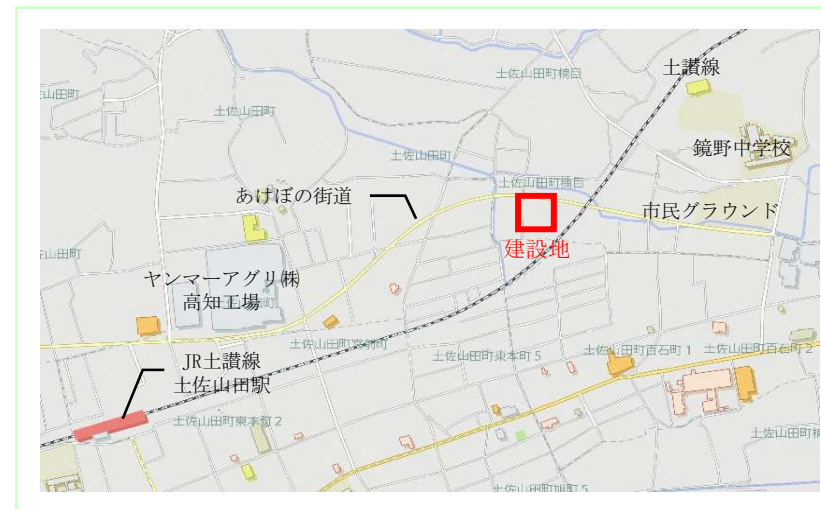 土讃線
土佐山田町楠目
土佐山田町
鏡野中学校
土佐山田町
土佐山田町楠目
あけぼの街道
市民グラウンド
建設地
ヤンマーアグリ㈱
高知工場
土佐山田町宮前町
土佐山田町東本町5
土佐山田町百石町1
土佐山田町百石町2
JR土讃線
土佐山田駅
土佐山田町東本町2
土佐山田町旭町5